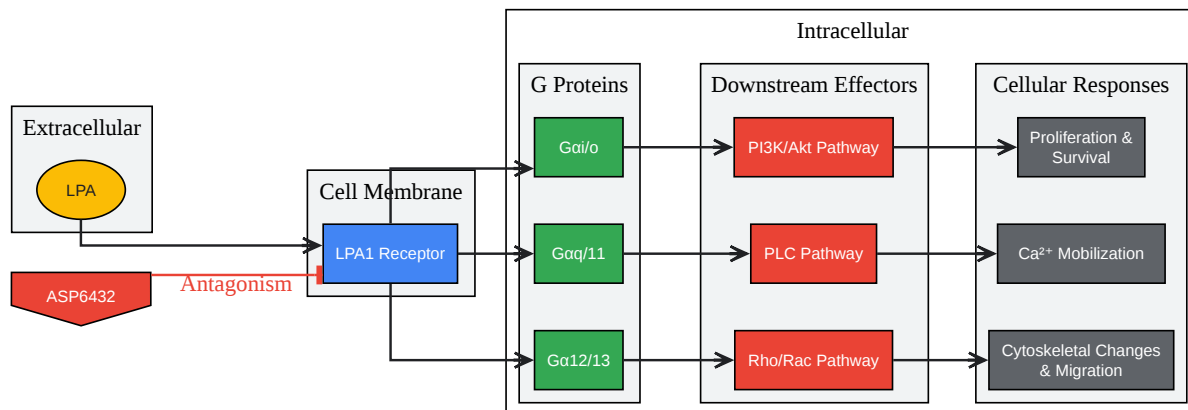 Intracellular
G Proteins
Downstream Effectors
Cellular Responses
Extracellular
Gαi/o
PI3K/Akt Pathway
Proliferation &
Survival
LPA
Cell Membrane
LPA1 Receptor
Gαq/11
PLC Pathway
Ca²⁺ Mobilization
Antagonism
ASP6432
Gα12/13
Rho/Rac Pathway
Cytoskeletal Changes
& Migration